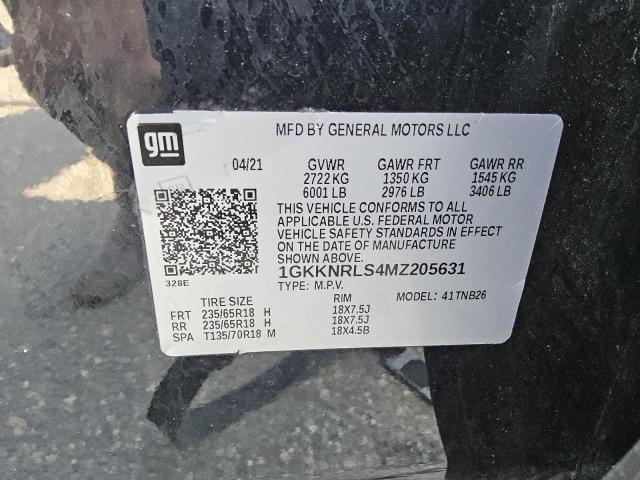 gm
MFD BY GENERAL MOTORS LLC
04/21 GVWR GAWR FRT GAWR RR
2722 KG 1350 KG 1545 KG
6001 LB 2976 LB 3406 LB
THIS VEHICLE CONFORMS TO ALL
APPLICABLE U.S. FEDERAL MOTOR
VEHICLE SAFETY STANDARDS IN EFFECT
ON THE DATE OF MANUFACTURE
SHOWN ABOVE.
1GKKNRLS4MZ205631
328E
TYPE: M.P.V.
TIRE SIZE RIM MODEL: 41TNB26
FRT 235/65R18 H 18X7.5J
RR 235/65R18 H 18X7.5J
SPA T135/70R18 M 18X4.5B